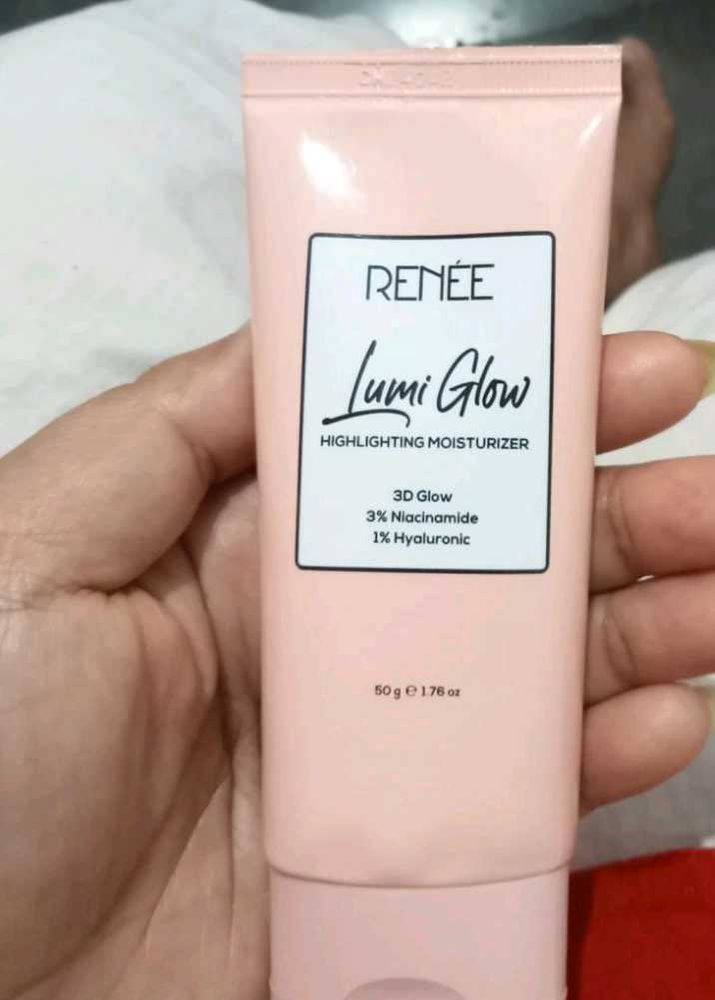 RENÉE
Lumi Glow
HIGHLIGHTING MOISTURIZER
3D Glow
3% Niacinamide
1% Hyaluronic
50 g ℮ 1.76 oz